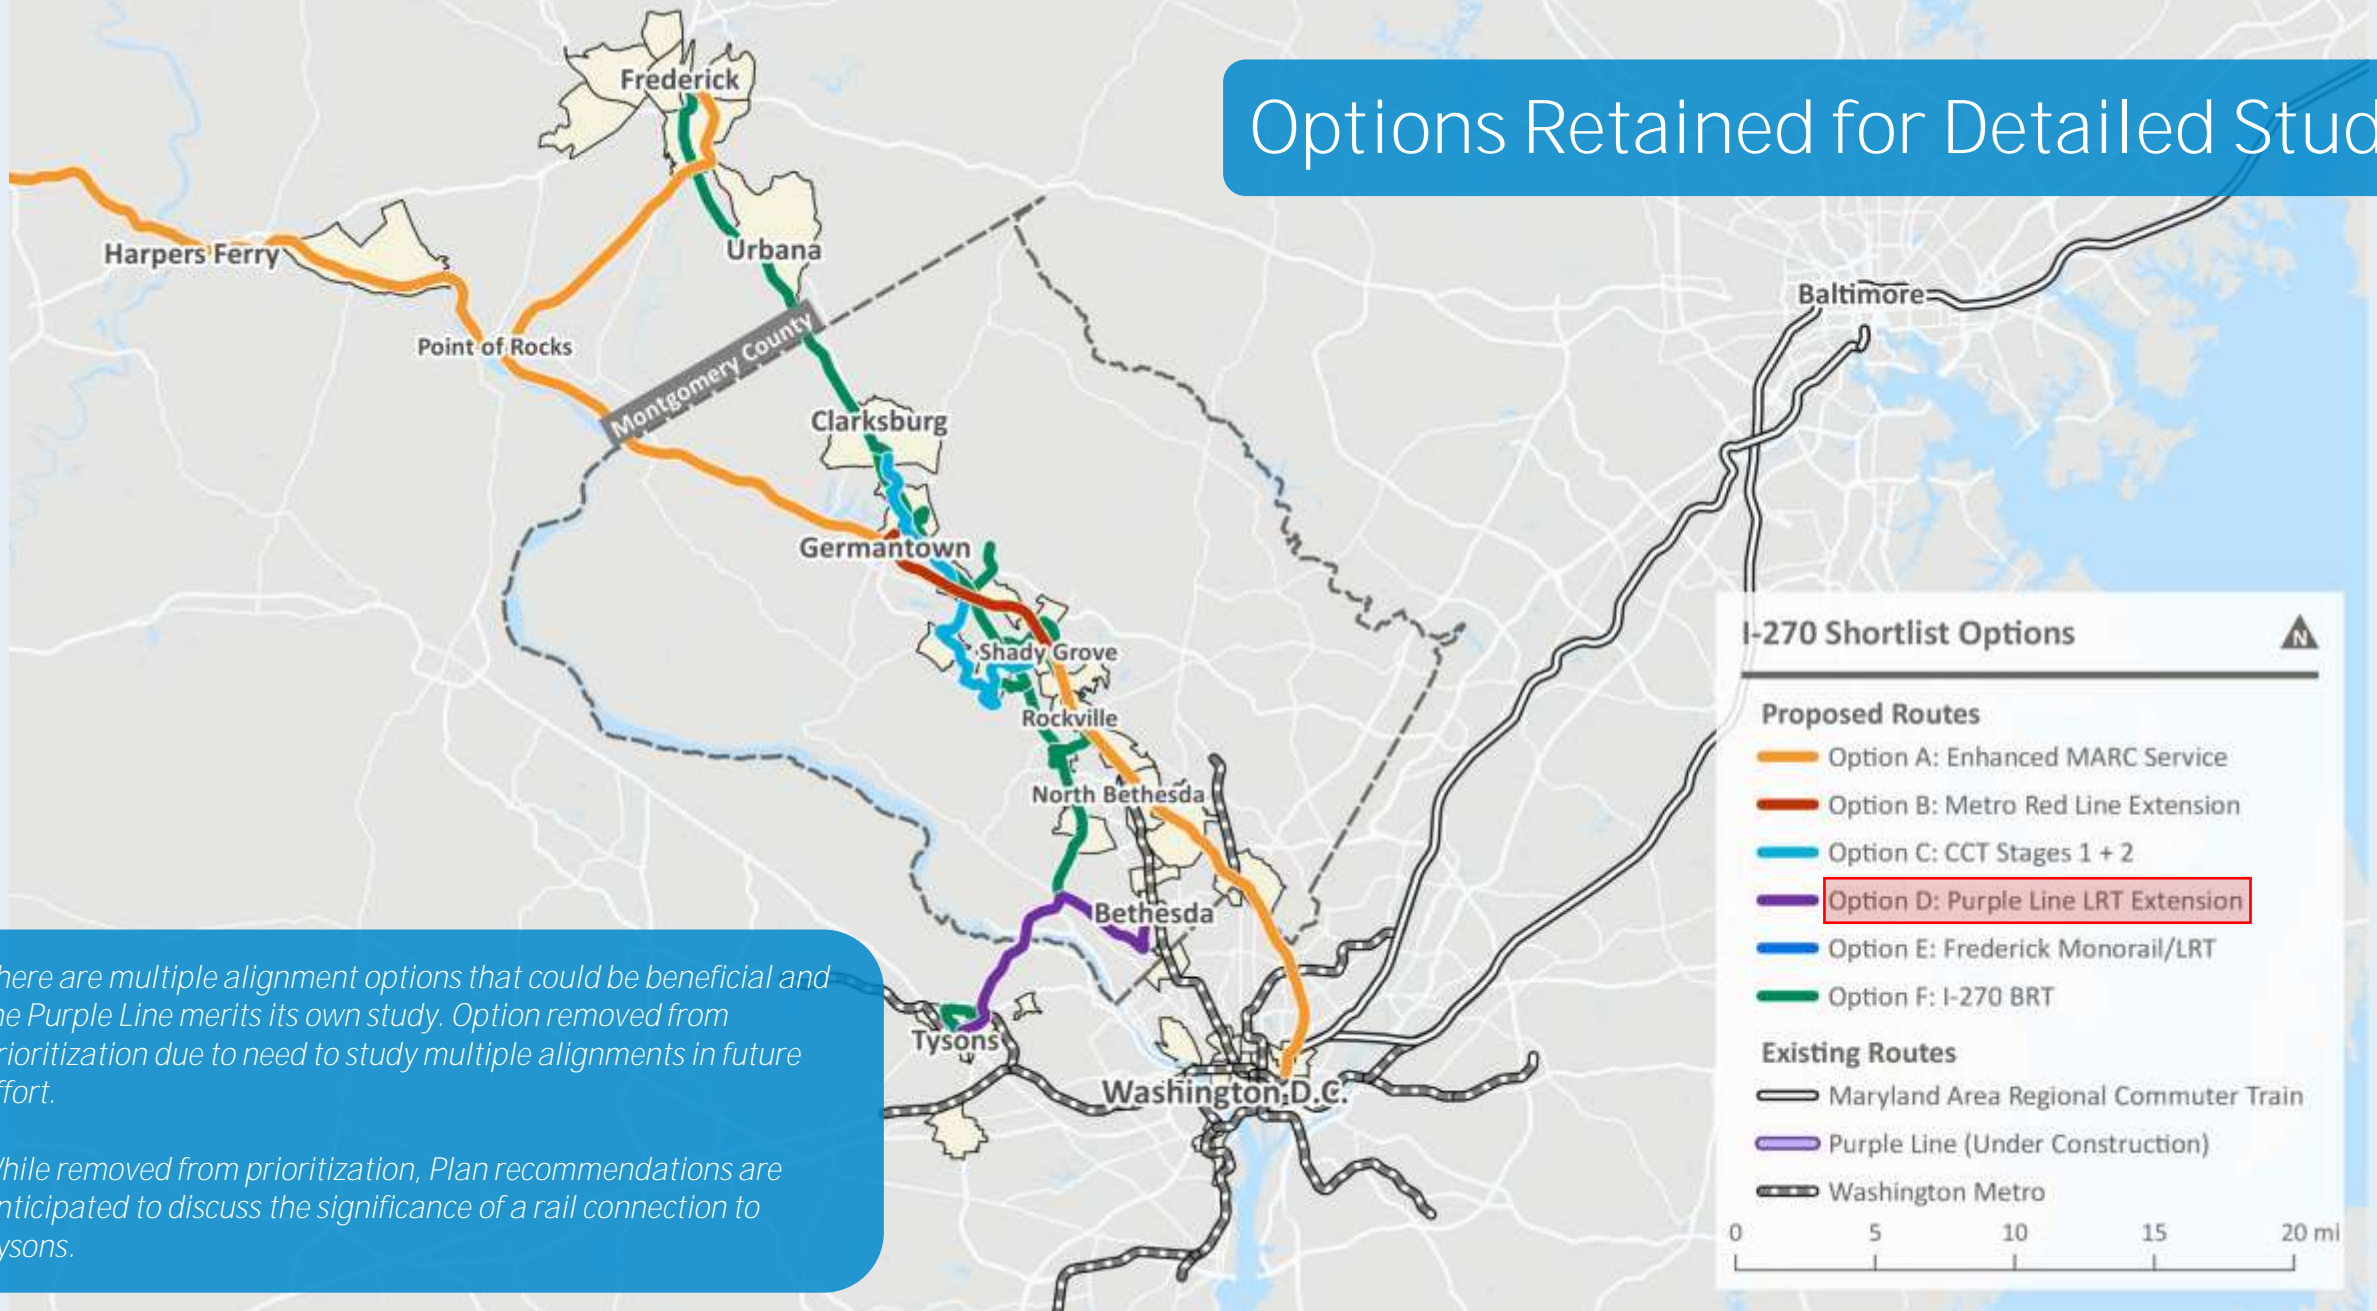 Options Retained for Detailed Stud
Frederick
Harpers Ferry
Urbana
Point of Rocks
Montgomery County
Baltimore
Clarksburg
Germantown
Shady Grove
Rockville
North Bethesda
Bethesda
Tysons
Washington D.C.
I-270 Shortlist Options
N
Proposed Routes
Option A: Enhanced MARC Service
Option B: Metro Red Line Extension
Option C: CCT Stages 1 + 2
Option D: Purple Line LRT Extension
Option E: Frederick Monorail/LRT
Option F: I-270 BRT
Existing Routes
Maryland Area Regional Commuter Train
Purple Line (Under Construction)
Washington Metro
0 5 10 15 20 mi
here are multiple alignment options that could be beneficial and
he Purple Line merits its own study. Option removed from
rioritization due to need to study multiple alignments in future
ffort.
While removed from prioritization, Plan recommendations are
nticipated to discuss the significance of a rail connection to
ysons.